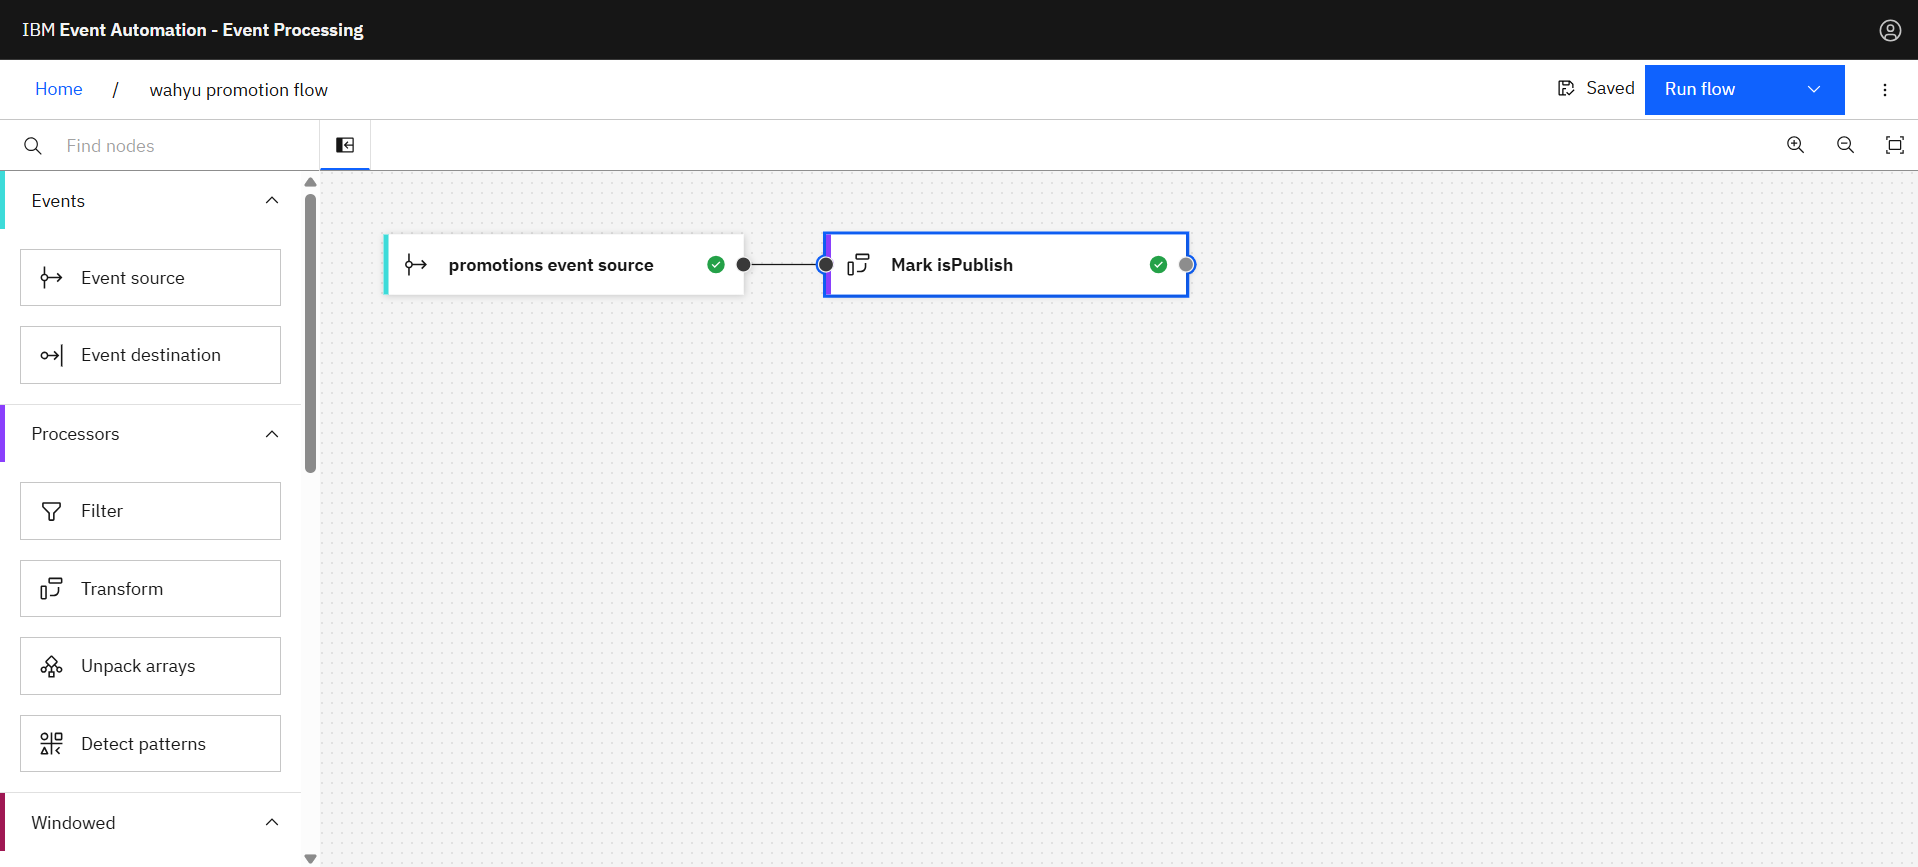 IBM Event Automation - Event Processing
Home / wahyu promotion flow
Saved
Run flow
Find nodes
Events
Event source
Event destination
Processors
Filter
Transform
Unpack arrays
Detect patterns
Windowed
promotions event source
Mark isPublish